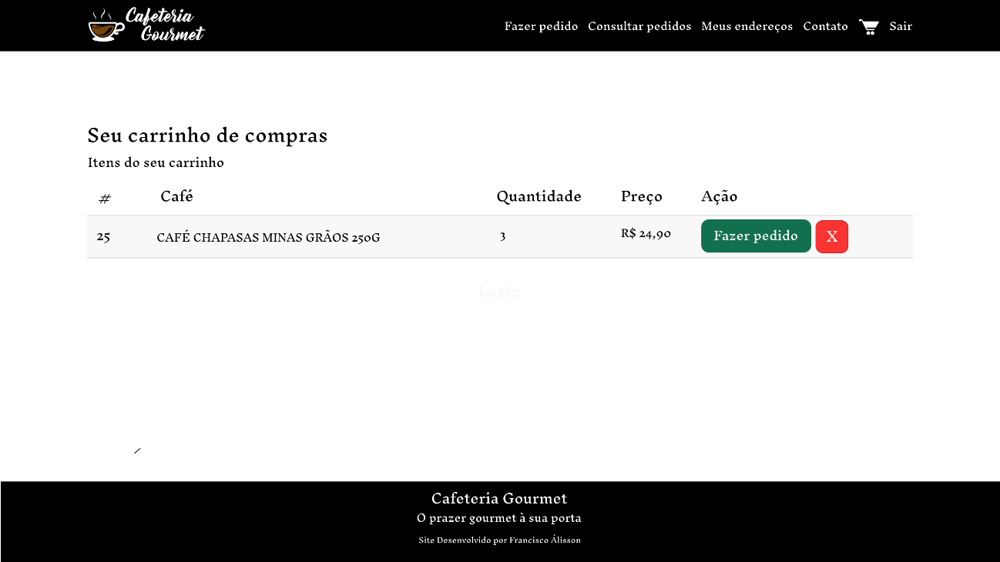 Cafeteria
Gourmet
Fazer pedido Consultar pedidos Meus endereços Contato Sair
Seu carrinho de compras
Itens do seu carrinho
# Café Quantidade Preço Ação
25 CAFÉ CHAPASAS MINAS GRÃOS 250G 3 R$ 24,90 Fazer pedido X
Login
Cafeteria Gourmet
O prazer gourmet à sua porta
Site Desenvolvido por Francisco Álisson